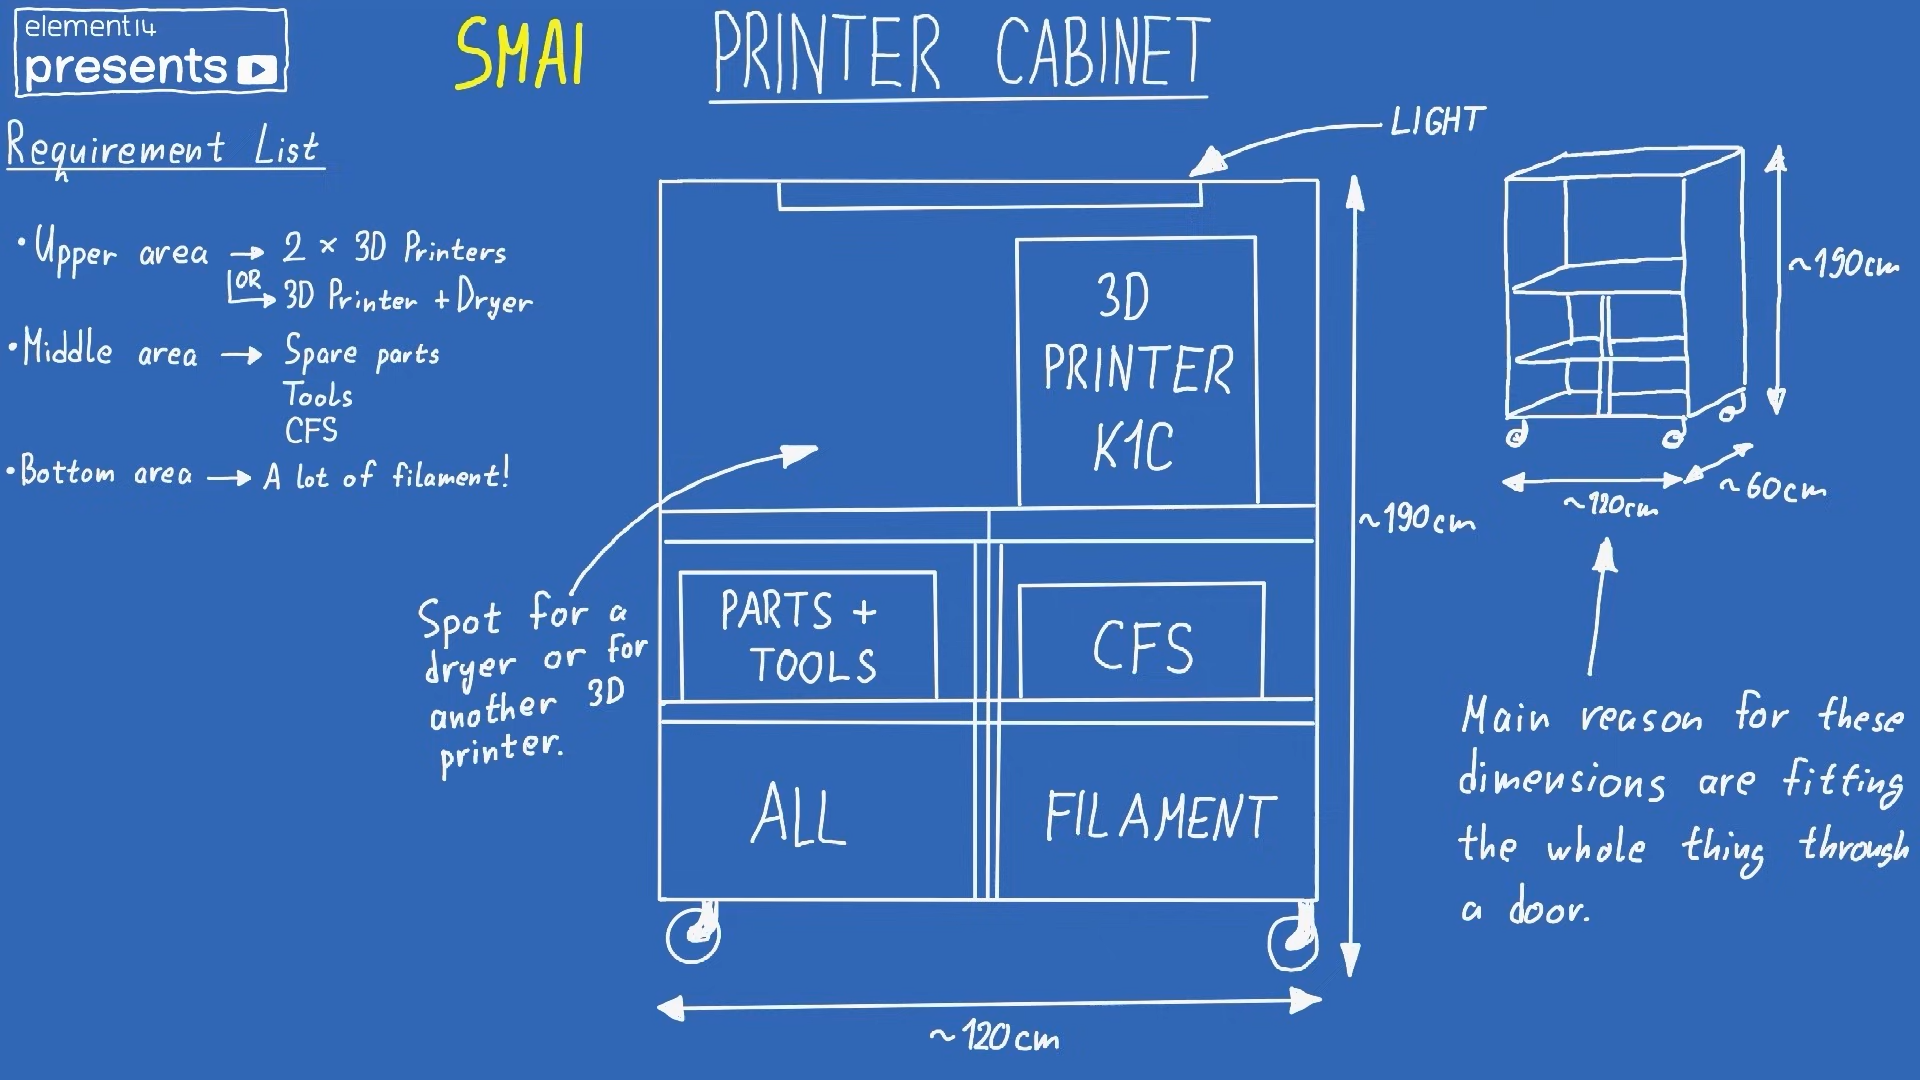 element14
presents
SMAI PRINTER CABINET
Requirement List
• Upper area → 2 × 3D Printers
OR → 3D Printer + Dryer
• Middle area → Spare parts
Tools
CFS
• Bottom area → A lot of filament!
LIGHT
3D
PRINTER
K1C
Spot for a
dryer or for
another 3D
printer.
PARTS +
TOOLS
CFS
ALL FILAMENT
~190cm
~120cm
~190cm
~120cm
~60cm
Main reason for these
dimensions are fitting
the whole thing through
a door.